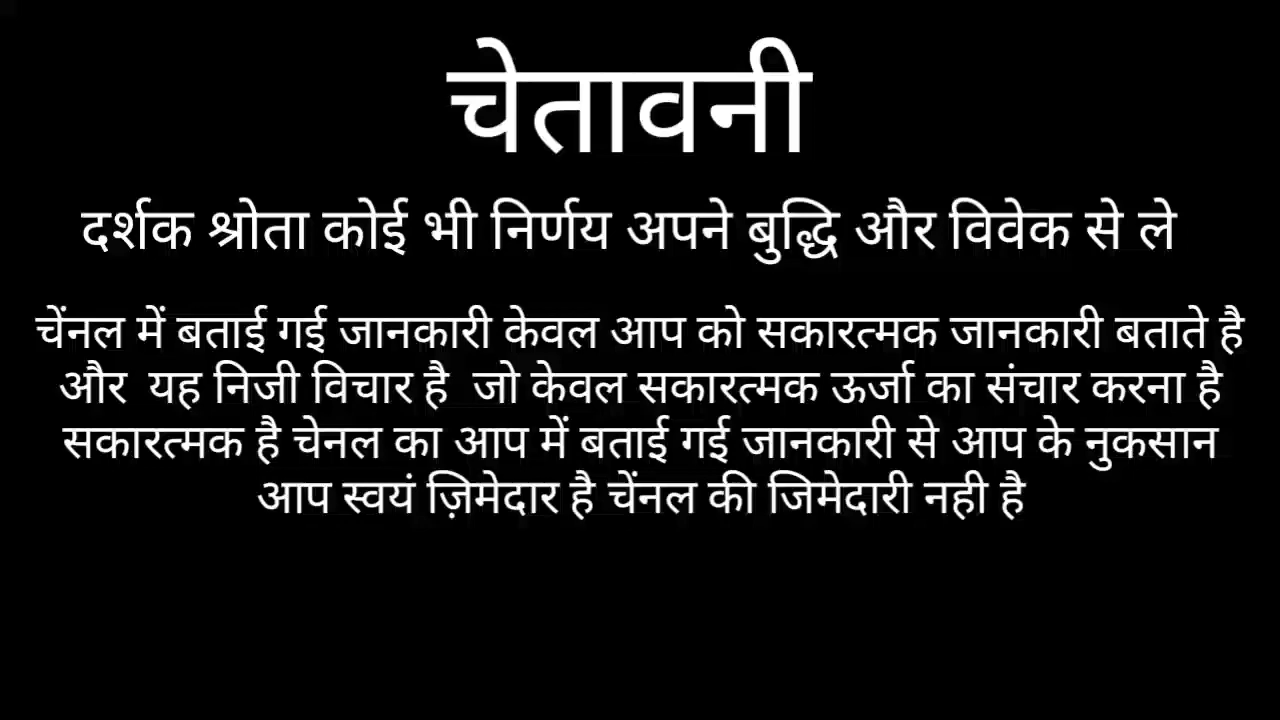 चेतावनी
दर्शक श्रोता कोई भी निर्णय अपने बुद्धि और विवेक से ले
चेंनल में बताई गई जानकारी केवल आप को सकारत्मक जानकारी बताते है
और यह निजी विचार है जो केवल सकारत्मक ऊर्जा का संचार करना है
सकारत्मक है चेनल का आप में बताई गई जानकारी से आप के नुकसान
आप स्वयं ज़िमेदार है चेंनल की जिमेदारी नही है